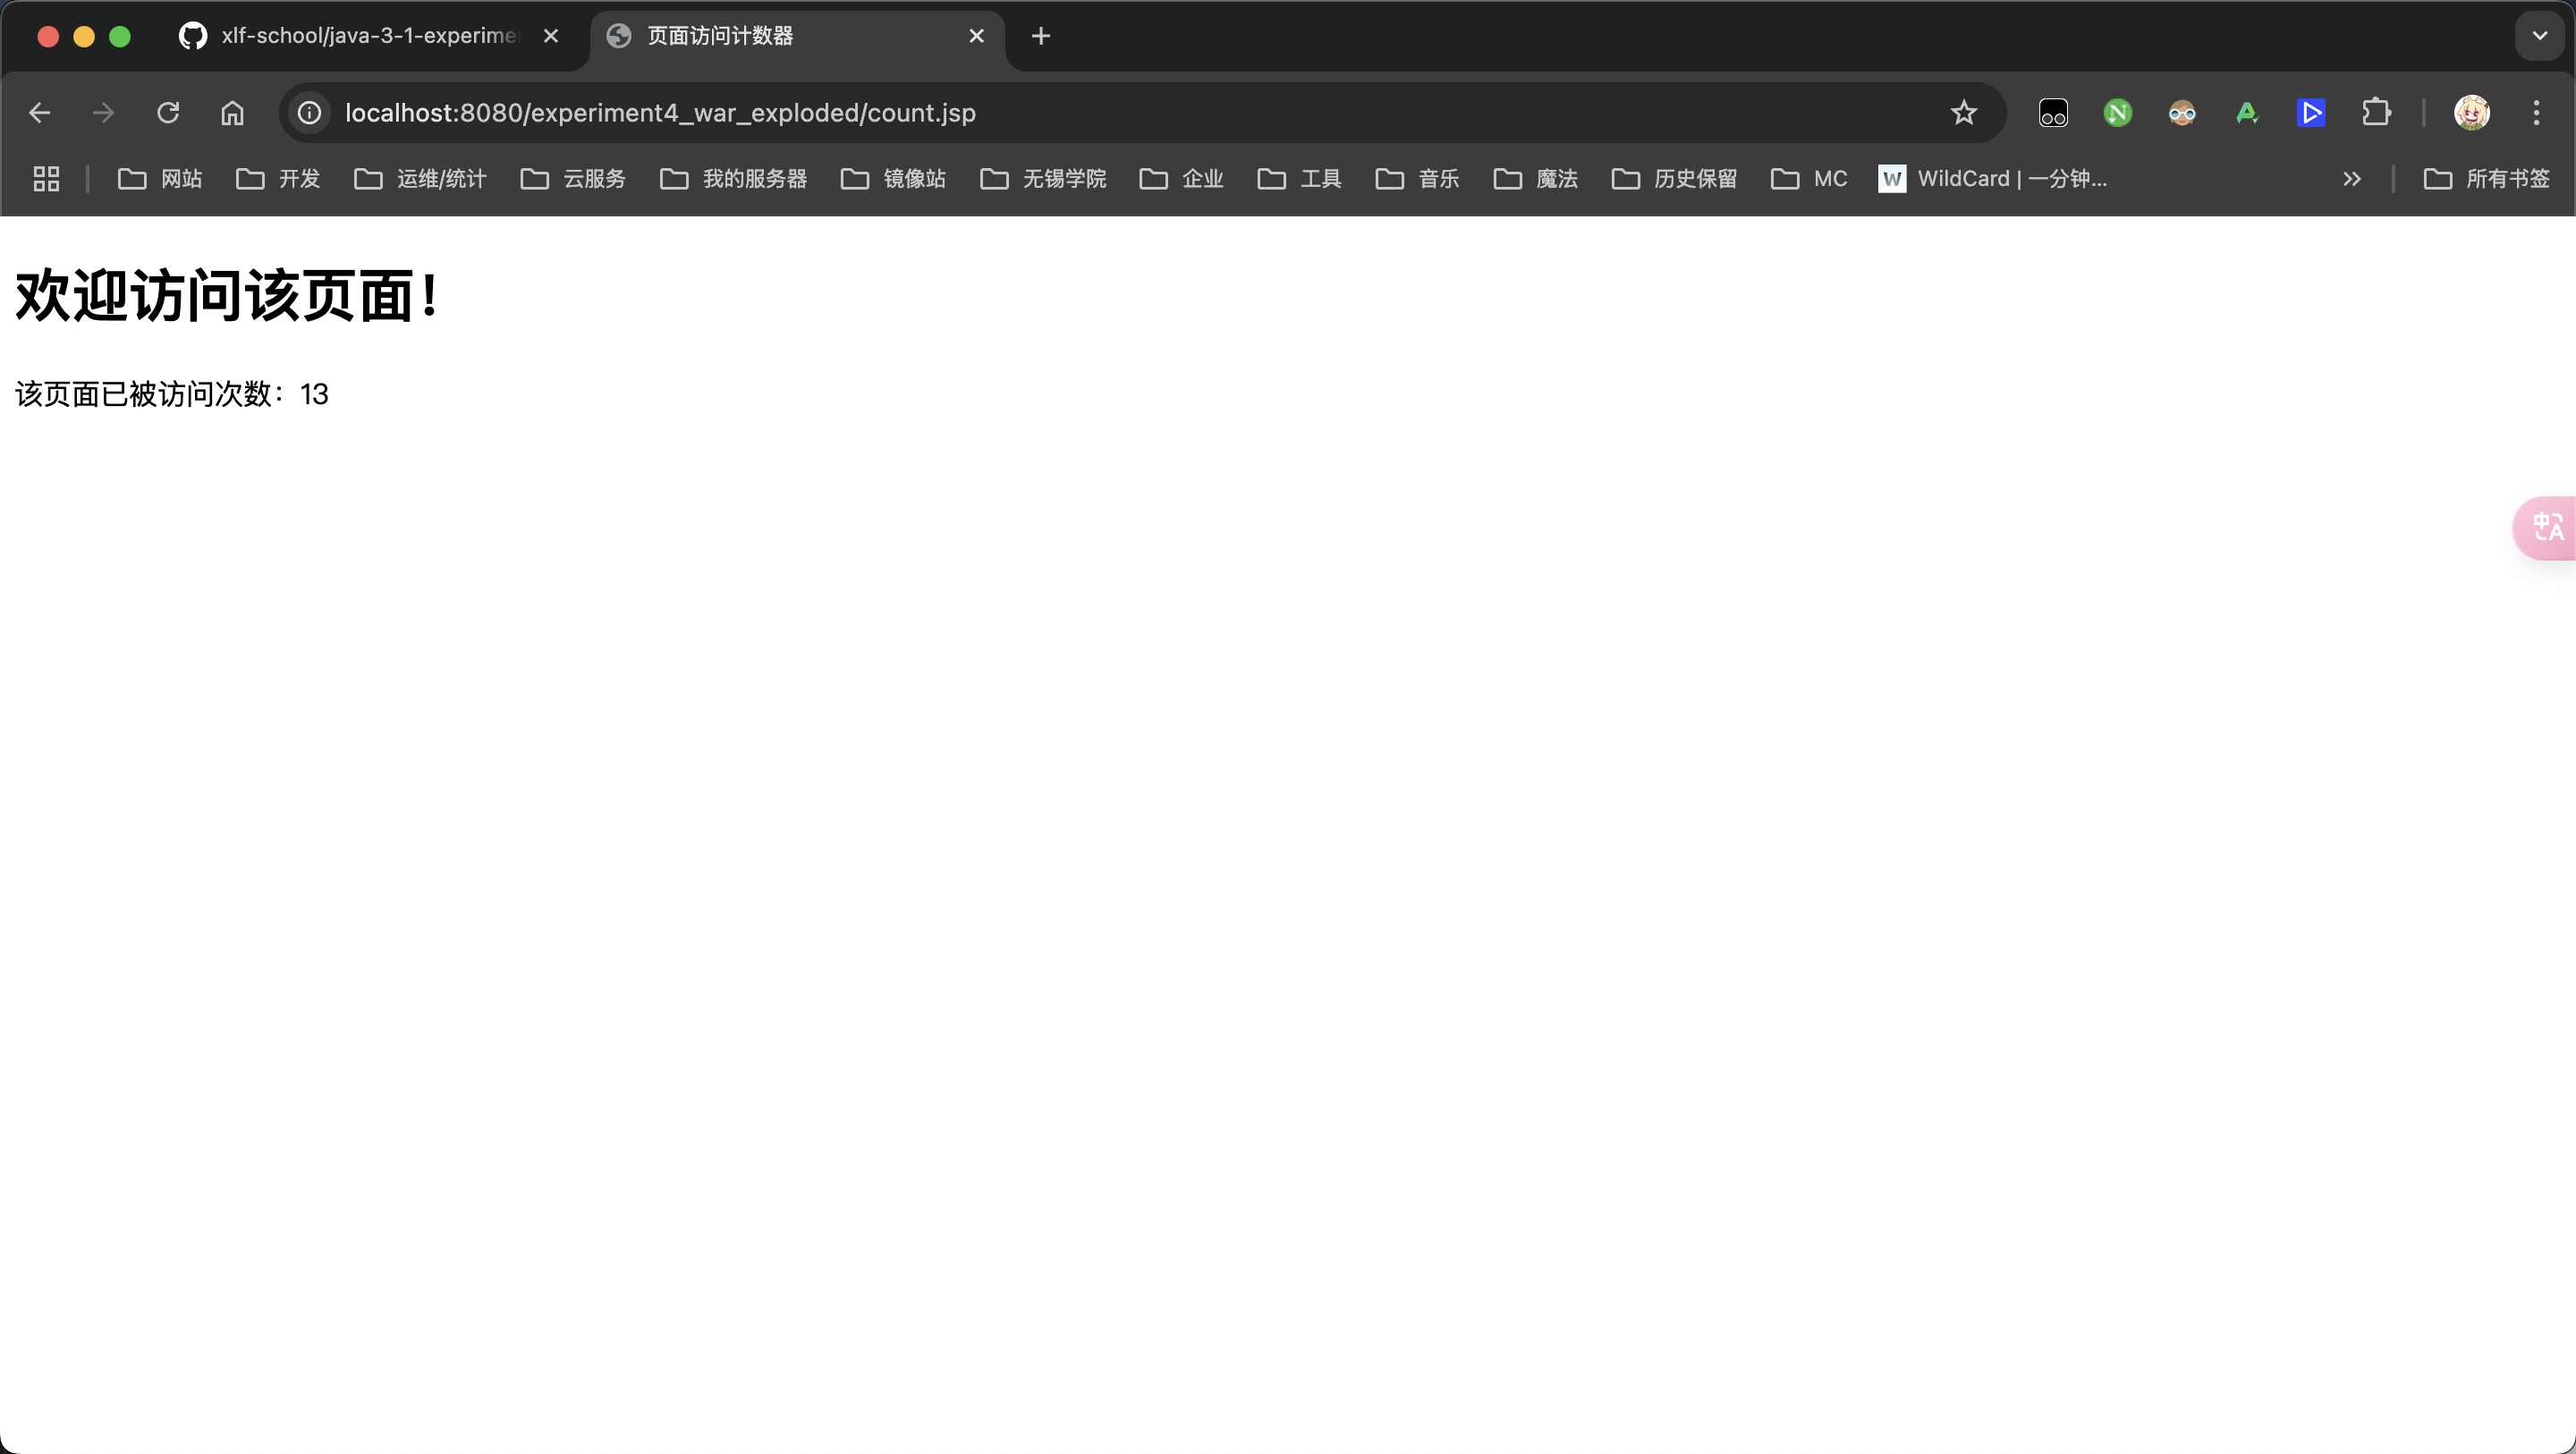 xlf-school/java-3-1-experime
页面访问计数器
localhost:8080/experiment4_war_exploded/count.jsp
网站 开发 运维/统计 云服务 我的服务器 镜像站 无锡学院 企业 工具 音乐 魔法 历史保留 MC W WildCard | 一分钟... 所有书签
欢迎访问该页面！
该页面已被访问次数：13